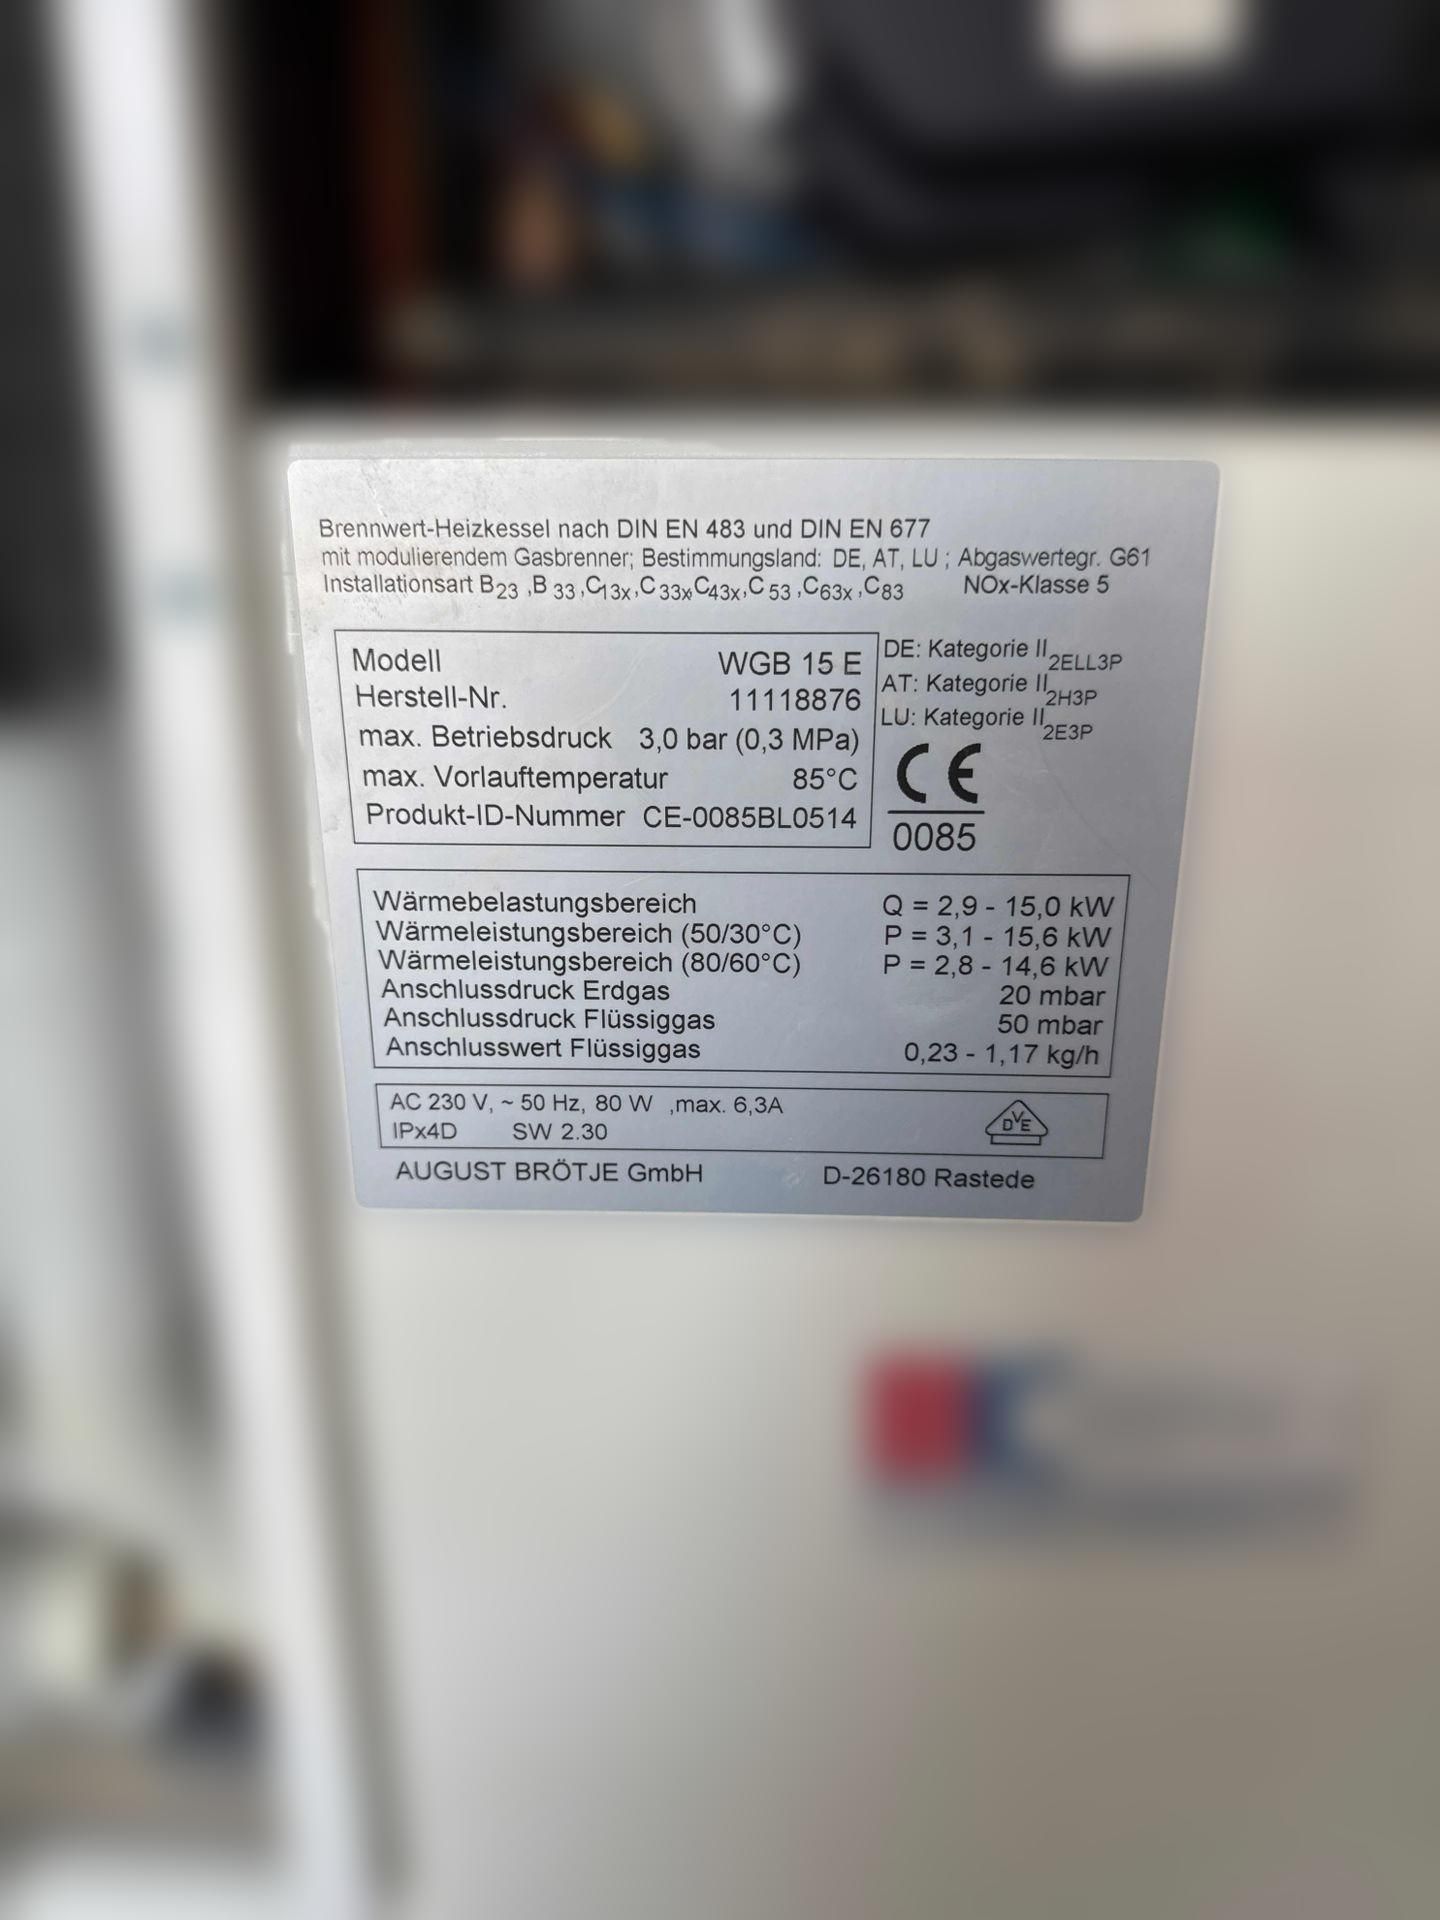 Brennwert-Heizkessel nach DIN EN 483 und DIN EN 677
mit modulierendem Gasbrenner; Bestimmungsland: DE, AT, LU ; Abgaswertegr. G61
Installationsart B23 ,B 33 ,C13x,C 33x,C43x,C 53 ,C63x ,C83 NOx-Klasse 5
Modell WGB 15 E
Herstell-Nr. 11118876
max. Betriebsdruck 3,0 bar (0,3 MPa)
max. Vorlauftemperatur 85°C
Produkt-ID-Nummer CE-0085BL0514
DE: Kategorie II2ELL3P
AT: Kategorie II2H3P
LU: Kategorie II2E3P
CE
0085
Wärmebelastungsbereich Q = 2,9 - 15,0 kW
Wärmeleistungsbereich (50/30°C) P = 3,1 - 15,6 kW
Wärmeleistungsbereich (80/60°C) P = 2,8 - 14,6 kW
Anschlussdruck Erdgas 20 mbar
Anschlussdruck Flüssiggas 50 mbar
Anschlusswert Flüssiggas 0,23 - 1,17 kg/h
AC 230 V, ~ 50 Hz, 80 W ,max. 6,3A
IPx4D SW 2.30
DVE
AUGUST BRÖTJE GmbH D-26180 Rastede